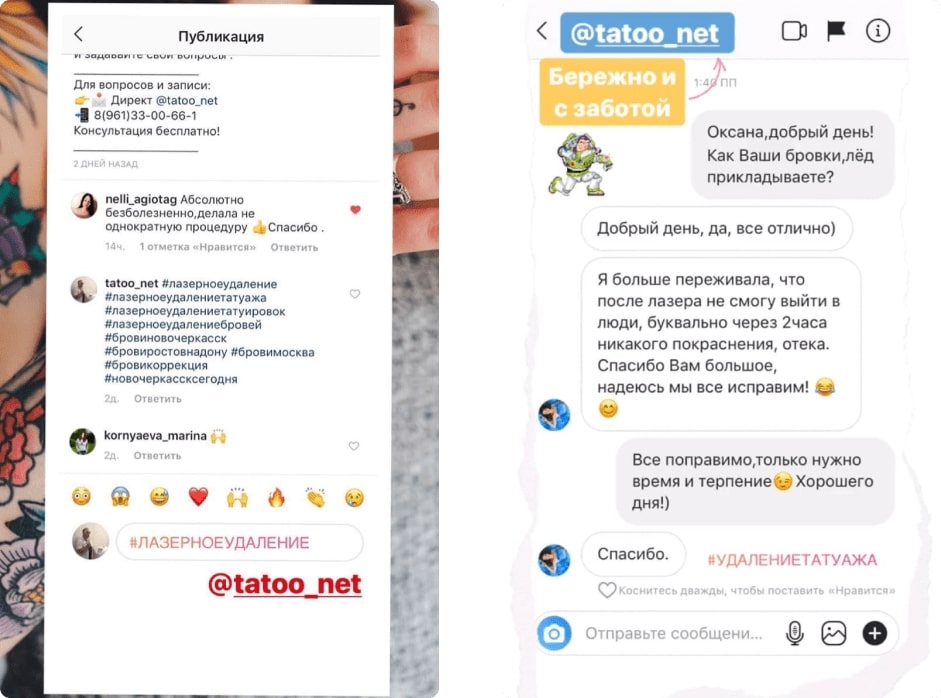 Публикация
и задавайте свои вопросы .
Для вопросов и записи:
👉📩 Директ @tatoo_net
📲 8(961)33-00-66-1
Консультация бесплатно!
2 ДНЕЙ НАЗАД
nelli_agiotag Абсолютно
безболезненно,делала не
однократную процедуру 👍Спасибо .
14ч. 1 отметка «Нравится» Ответить
tatoo_net #лазерноеудаление
#лазерноеудалениетатуажа
#лазерноеудалениетатуировок
#лазерноеудалениебровей
#бровиновочеркасск
#бровиростовнадону #бровимосква
#бровикоррекция
#новочеркассксегодня
2д. Ответить
kornyaeva_marina 🙌
2д. Ответить
😳 😱 😅 ❤️ 🙌 🔥 👏 😢
#ЛАЗЕРНОЕУДАЛЕНИЕ
@tatoo_net
@tatoo_net
Бережно и
с заботой
1:40 ПП
Оксана,добрый день!
Как Ваши бровки,лёд
прикладываете?
Добрый день, да, все отлично)
Я больше переживала, что
после лазера не смогу выйти в
люди, буквально через 2часа
никакого покраснения, отека.
Спасибо Вам большое,
надеюсь мы все исправим! 😂
😊
Все поправимо,только нужно
время и терпение😉Хорошего
дня!)
Спасибо.
#УДАЛЕНИЕТАТУАЖА
Коснитесь дважды, чтобы поставить «Нравится»
Отправьте сообщени...